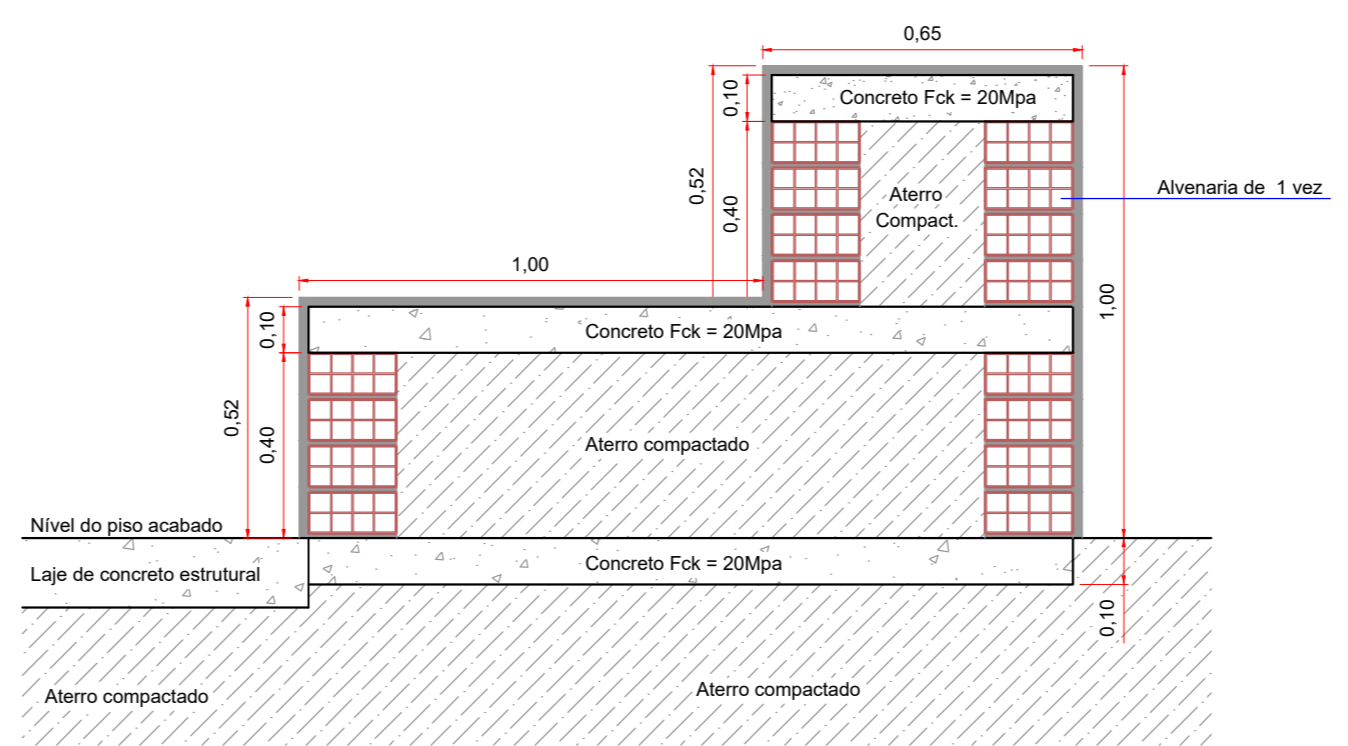 0,65
0,10
Concreto Fck = 20Mpa
0,52
0,40
Aterro
Compact.
Alvenaria de 1 vez
1,00
1,00
0,10
Concreto Fck = 20Mpa
0,52
0,40
Aterro compactado
Nível do piso acabado
Laje de concreto estrutural
Concreto Fck = 20Mpa
0,10
Aterro compactado
Aterro compactado